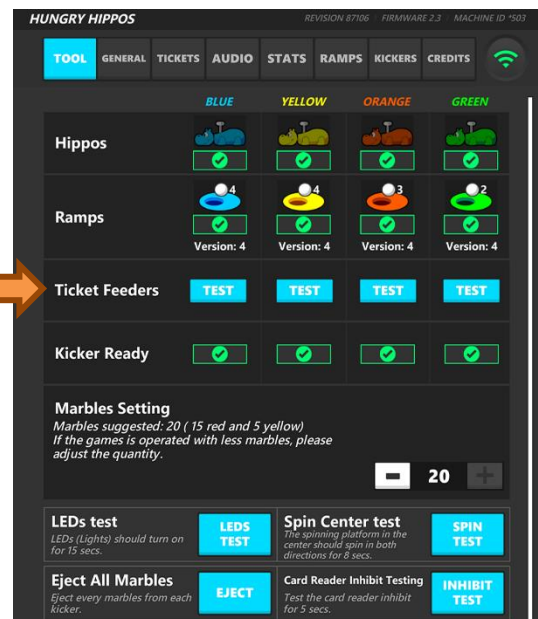 HUNGRY HIPPOS REVISION 87106 FIRMWARE 2.3 MACHINE ID *503
TOOL GENERAL TICKETS AUDIO STATS RAMPS KICKERS CREDITS
BLUE YELLOW ORANGE GREEN
Hippos
4 4 3 2
Ramps
Version: 4 Version: 4 Version: 4 Version: 4
Ticket Feeders TEST TEST TEST TEST
Kicker Ready
Marbles Setting
Marbles suggested: 20 ( 15 red and 5
yellow)
If the games is operated with less marbles, please
adjust the quantity.
- 20 +
LEDs test
LEDs (Lights) should turn on
for 15 secs.
LEDS
TEST
Spin Center test
The spinning platform in the
center should spin in both
directions for 8 secs.
SPIN
TEST
Eject All Marbles
Eject every marbles from each
kicker.
EJECT
Card Reader Inhibit Testing
Test the card reader inhibit
for 5 secs.
INHIBIT
TEST